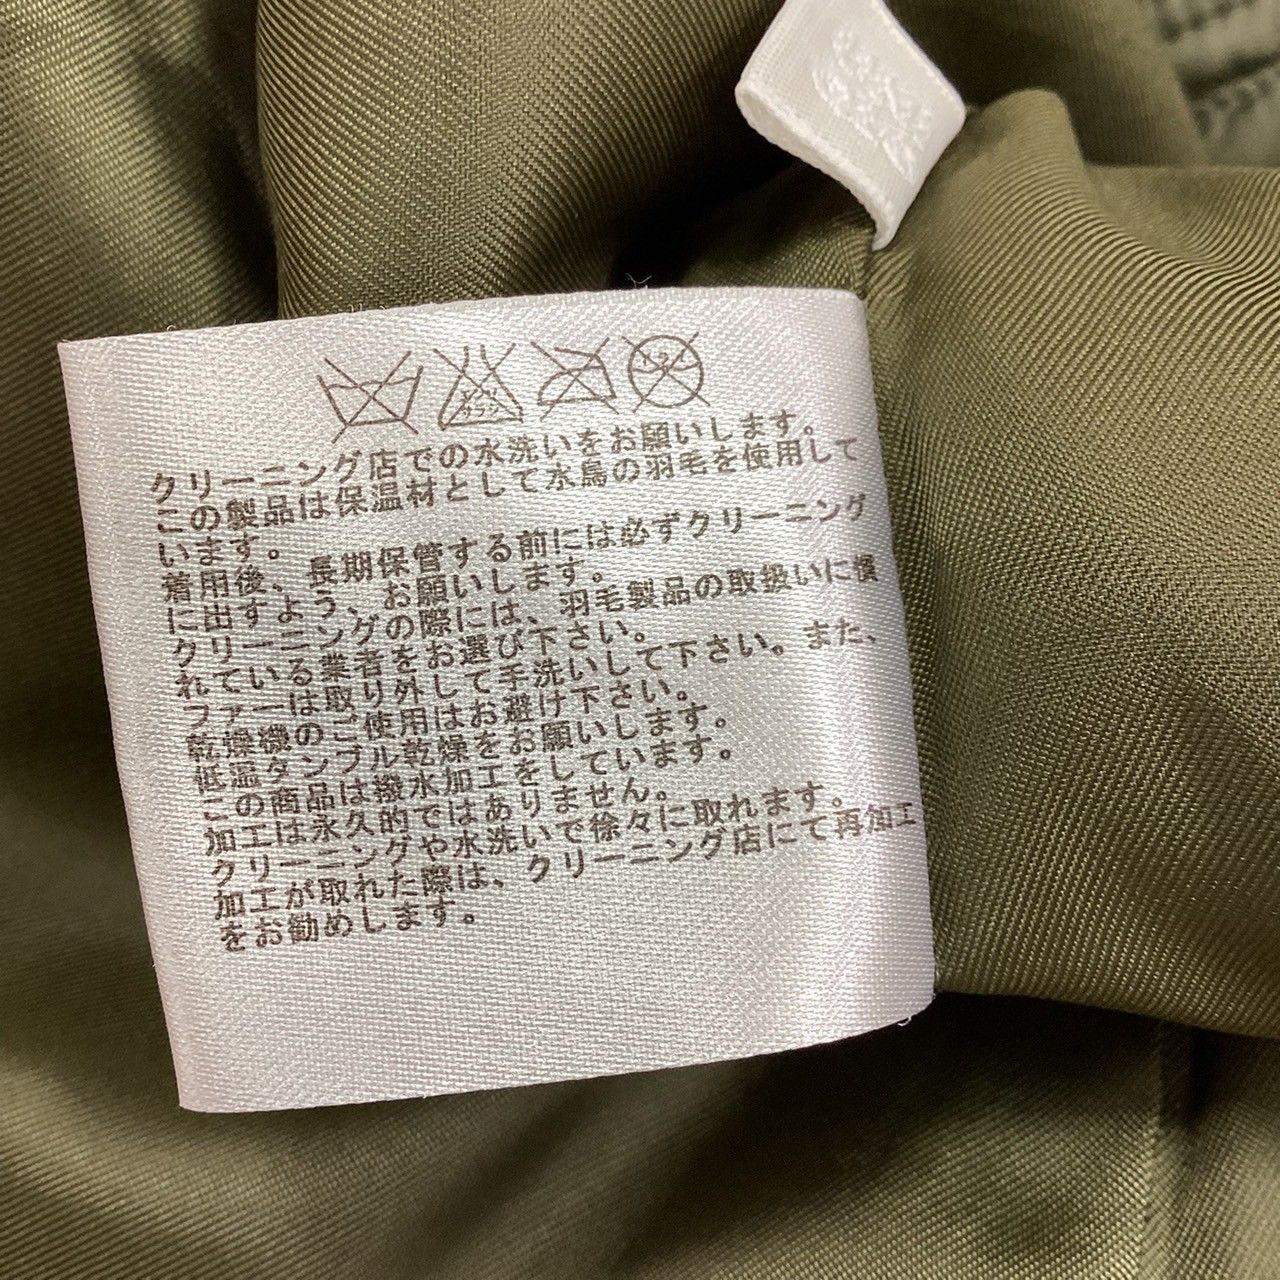 エンソ
サラシ
クリーニング店での水洗いをお願いします。
この製品は保温材として水鳥の羽毛を使用して
います。
着用後、長期保管する前には必ずクリーニング
に出すよう、お願いします。
クリーニングの際には、羽毛製品の取扱いに慣
れている業者をお選び下さい。
ファーは取り外して手洗いして下さい。また、
乾燥機のご使用はお避け下さい。
低温タンブル乾燥をお願いします。
この商品は撥水加工をしています。
加工は永久的ではありません。
クリーニングや水洗いで徐々に取れます。
加工が取れた際は、クリーニング店にて再加工
をお勧めします。